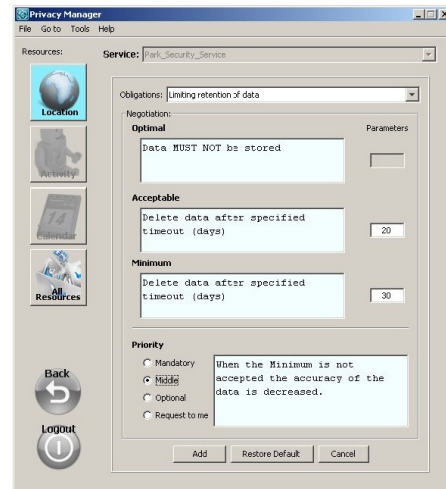 Privacy Manager
File Go to Tools Help
Resources:
Service: Park_Security_Service
Location
Activity
14
Calendar
All
Resources
Back
Logout
Obligations: Limiting retention of data
Negotiation:
Optimal Parameters
Data MUST NOT be stored
Acceptable
Delete data after specified
timeout (days)
20
Minimum
Delete data after specified
timeout (days)
30
Priority
Mandatory
Middle
Optional
Request to me
When the Minimum is not
accepted the accuracy of the
data is decreased.
Add Restore Default Cancel